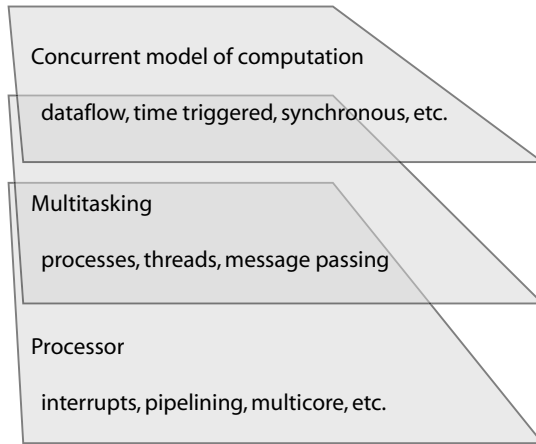 Concurrent model of computation
dataflow, time triggered, synchronous, etc.
Multitasking
processes, threads, message passing
Processor
interrupts, pipelining, multicore, etc.